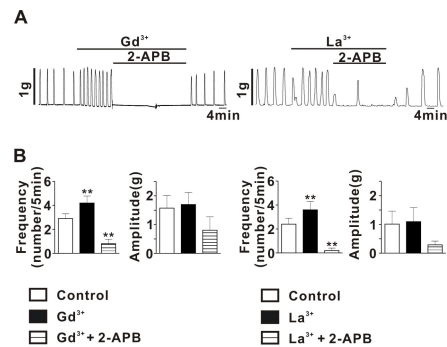 A
Gd³⁺
2-APB
1g
4min
La³⁺
2-APB
1g
4min
B
Frequency
(number/5min)
6
4
2
0
**
**
Amplitude(g)
2
1
0
Frequency
(number/5min)
6
4
2
0
**
**
Amplitude(g)
2
1
0
Control
Gd³⁺
Gd³⁺ + 2-APB
Control
La³⁺
La³⁺ + 2-APB